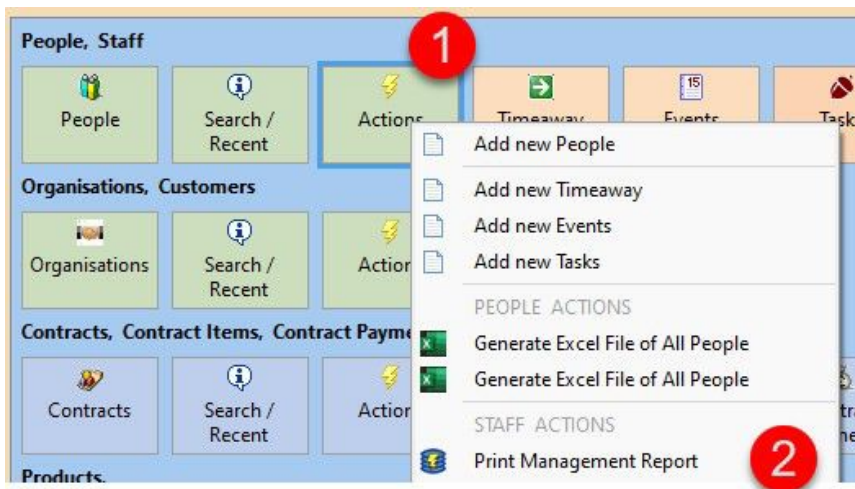 People, Staff
1
People
Search /
Recent
Actions
Timeaway
15
Events
Task
Add new People
Add new Timeaway
Add new Events
Add new Tasks
PEOPLE ACTIONS
Generate Excel File of All People
Generate Excel File of All People
STAFF ACTIONS
Print Management Report
2
Organisations, Customers
Organisations
Search /
Recent
Action
Contracts, Contract Items, Contract Payme
Contracts
Search /
Recent
Action
Products,